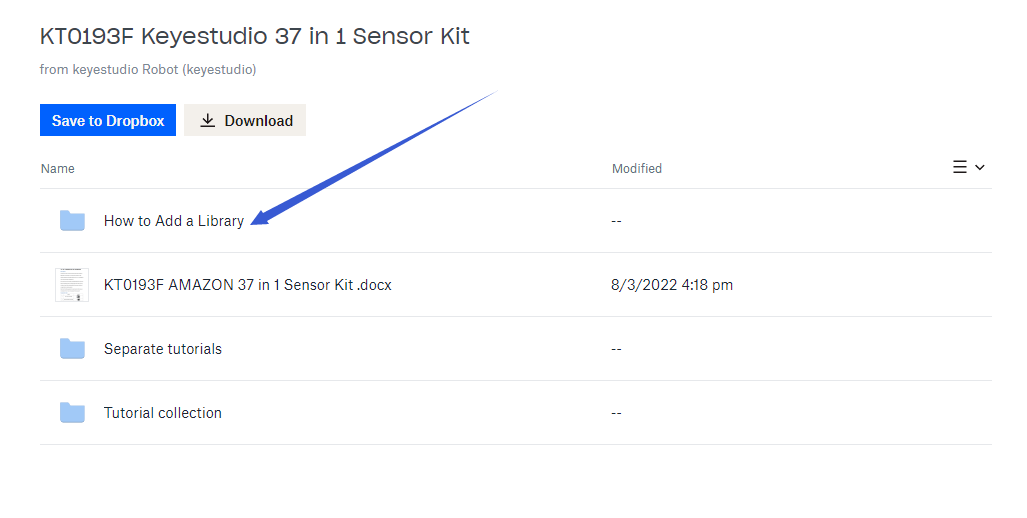 KT0193F Keyestudio 37 in 1 Sensor Kit
from keyestudio Robot (keyestudio)
Save to Dropbox Download
Name Modified
How to Add a Library --
KT0193F AMAZON 37 in 1 Sensor Kit .docx 8/3/2022 4:18 pm
Separate tutorials --
Tutorial collection --